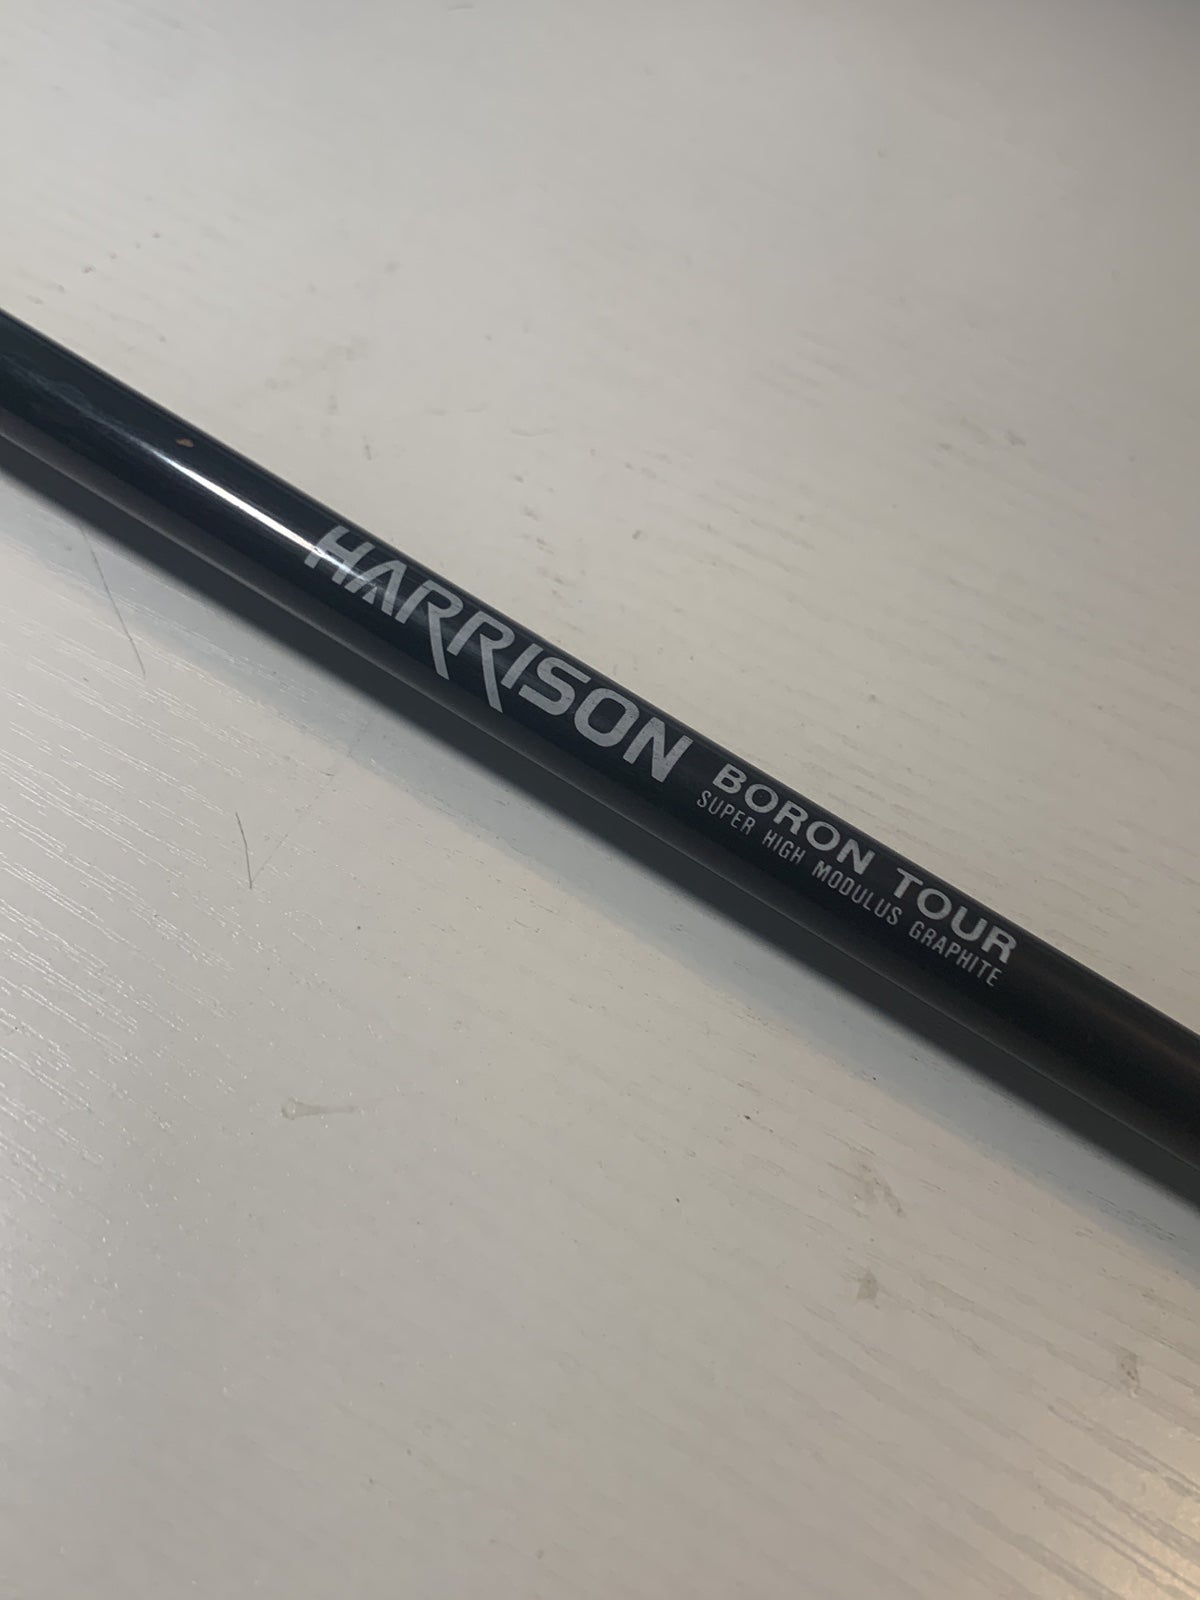 HARRISON BORON TOUR
SUPER HIGH MODULUS GRAPHITE